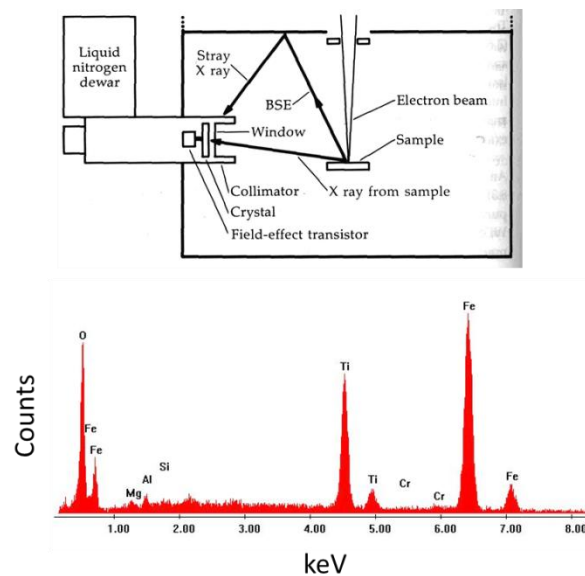 Liquid
nitrogen
dewar
Stray
X ray
BSE
Electron beam
Window
Sample
X ray from sample
Collimator
Crystal
Field-effect transistor
Counts
O
Fe
Fe
Mg
Al
Si
Ti
Ti
Cr
Cr
Fe
Fe
1.00 2.00 3.00 4.00 5.00 6.00 7.00 8.00
keV